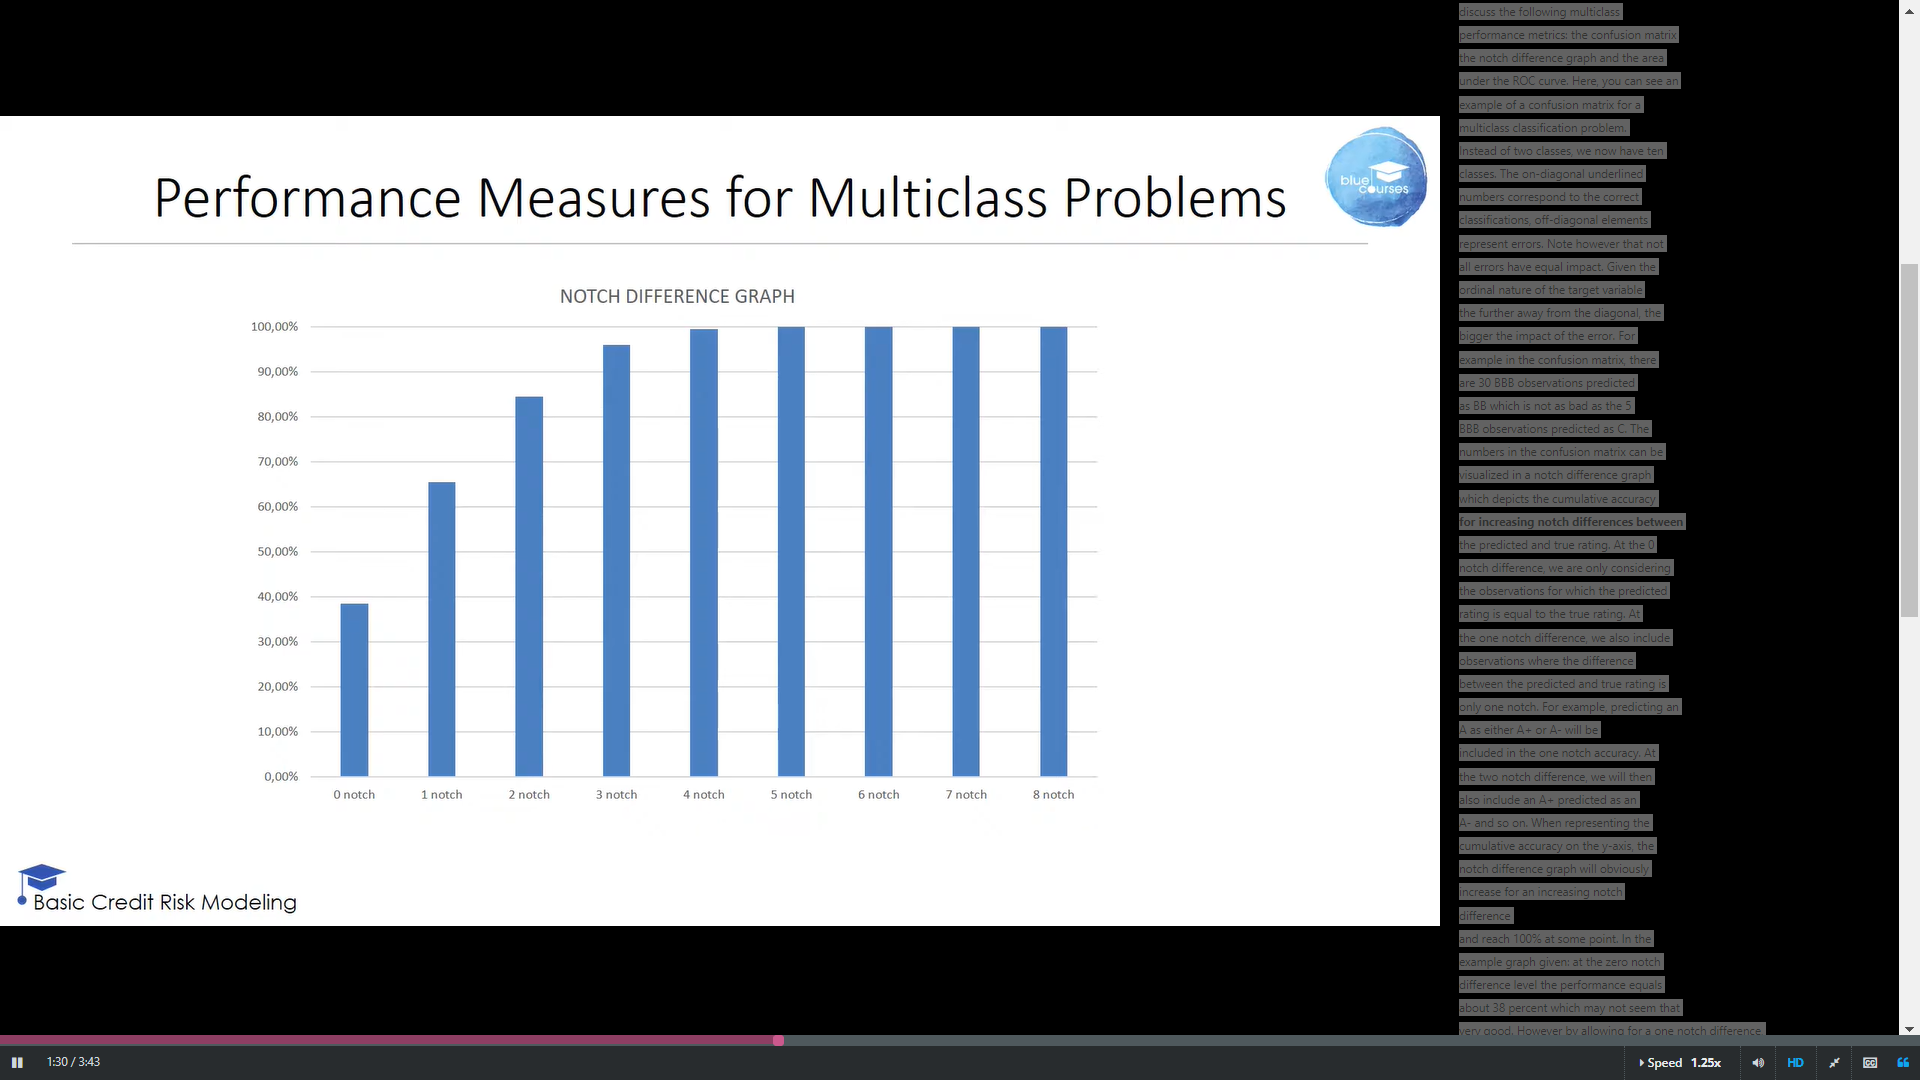 Performance Measures for Multiclass Problems
blue
courses
NOTCH DIFFERENCE GRAPH
100,00%
90,00%
80,00%
70,00%
60,00%
50,00%
40,00%
30,00%
20,00%
10,00%
0,00%
0 notch 1 notch 2 notch 3 notch 4 notch 5 notch 6 notch 7 notch 8 notch
Basic Credit Risk Modeling
discuss the following multiclass
performance metrics: the confusion matrix
the notch difference graph and the area
under the ROC curve. Here, you can see an
example of a confusion matrix for a
multiclass classification problem.
Instead of two classes, we now have ten
classes. The on-diagonal underlined
numbers correspond to the correct
classifications, off-diagonal elements
represent errors. Note however that not
all errors have equal impact. Given the
ordinal nature of the target variable
the further away from the diagonal, the
bigger the impact of the error. For
example in the confusion matrix, there
are 30 BBB observations predicted
as BB which is not as bad as the 5
BBB observations predicted as C. The
numbers in the confusion matrix can be
visualized in a notch difference graph
which depicts the cumulative accuracy
for increasing notch differences between
the predicted and true rating. At the 0
notch difference, we are only considering
the observations for which the predicted
rating is equal to the true rating. At
the one notch difference, we also include
observations where the difference
between the predicted and true rating is
only one notch. For example, predicting an
A as either A+ or A- will be
included in the one notch accuracy. At
the two notch difference, we will then
also include an A+ predicted as an
A- and so on. When representing the
cumulative accuracy on the y-axis, the
notch difference graph will obviously
increase for an increasing notch
difference
and reach 100% at some point. In the
example graph given: at the zero notch
difference level the performance equals
about 38 percent which may not seem that
very good. However by allowing for a one notch difference,
1:30 / 3:43
Speed 1.25x
HD
CC